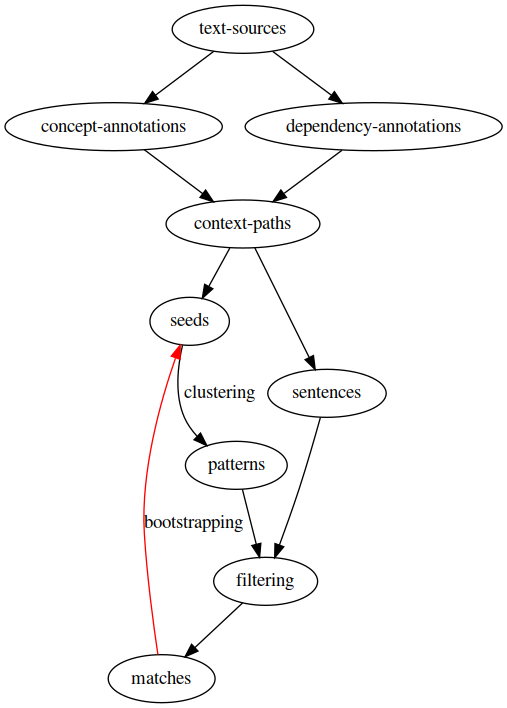 text-sources
concept-annotations
dependency-annotations
context-paths
seeds
clustering
sentences
patterns
bootstrapping
filtering
matches